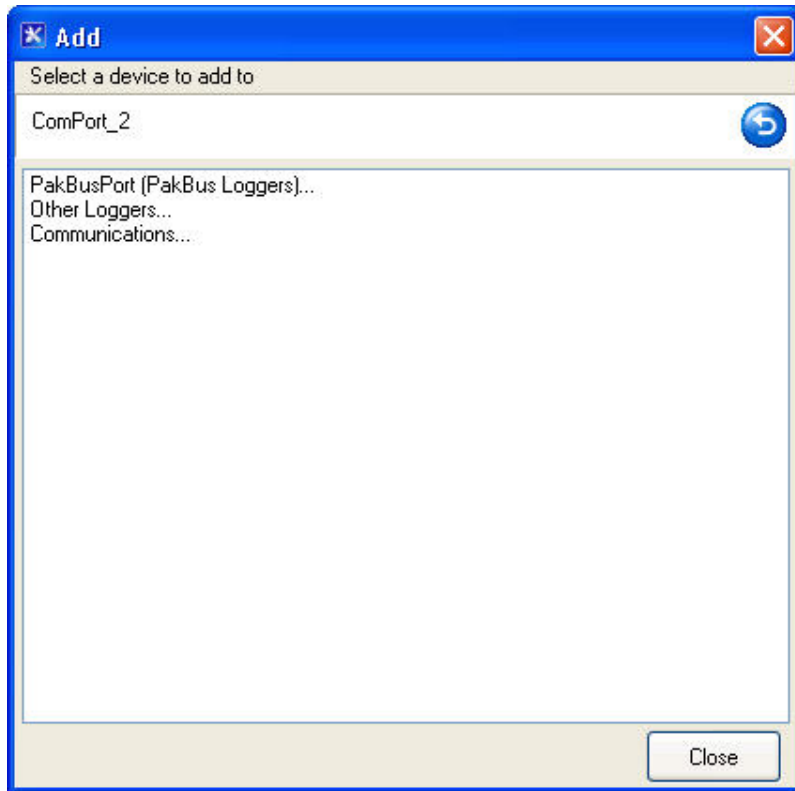 Add
Select a device to add to
ComPort_2
PakBusPort (PakBus Loggers)...
Other Loggers...
Communications...
Close